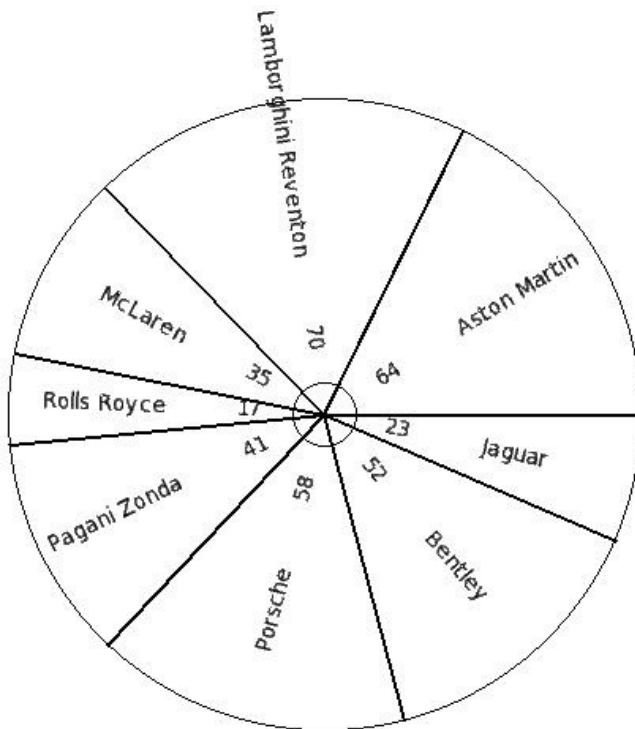 Lamborghini Reventon
70
Aston Martin
64
McLaren
35
Rolls Royce
17
Jaguar
23
Pagani Zonda
41
Porsche
58
Bentley
52